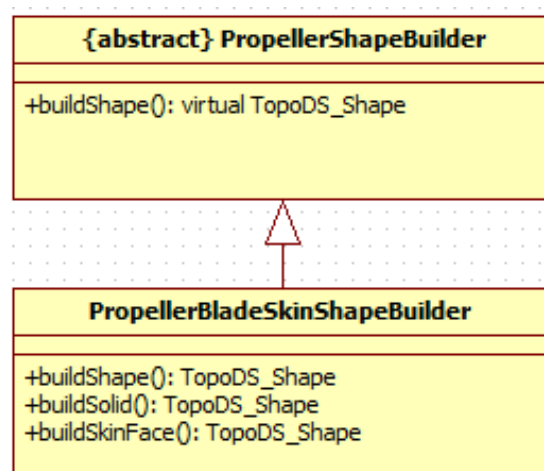 {abstract} PropellerShapeBuilder
+buildShape(): virtual TopoDS_Shape
PropellerBladeSkinShapeBuilder
+buildShape(): TopoDS_Shape
+buildSolid(): TopoDS_Shape
+buildSkinFace(): TopoDS_Shape